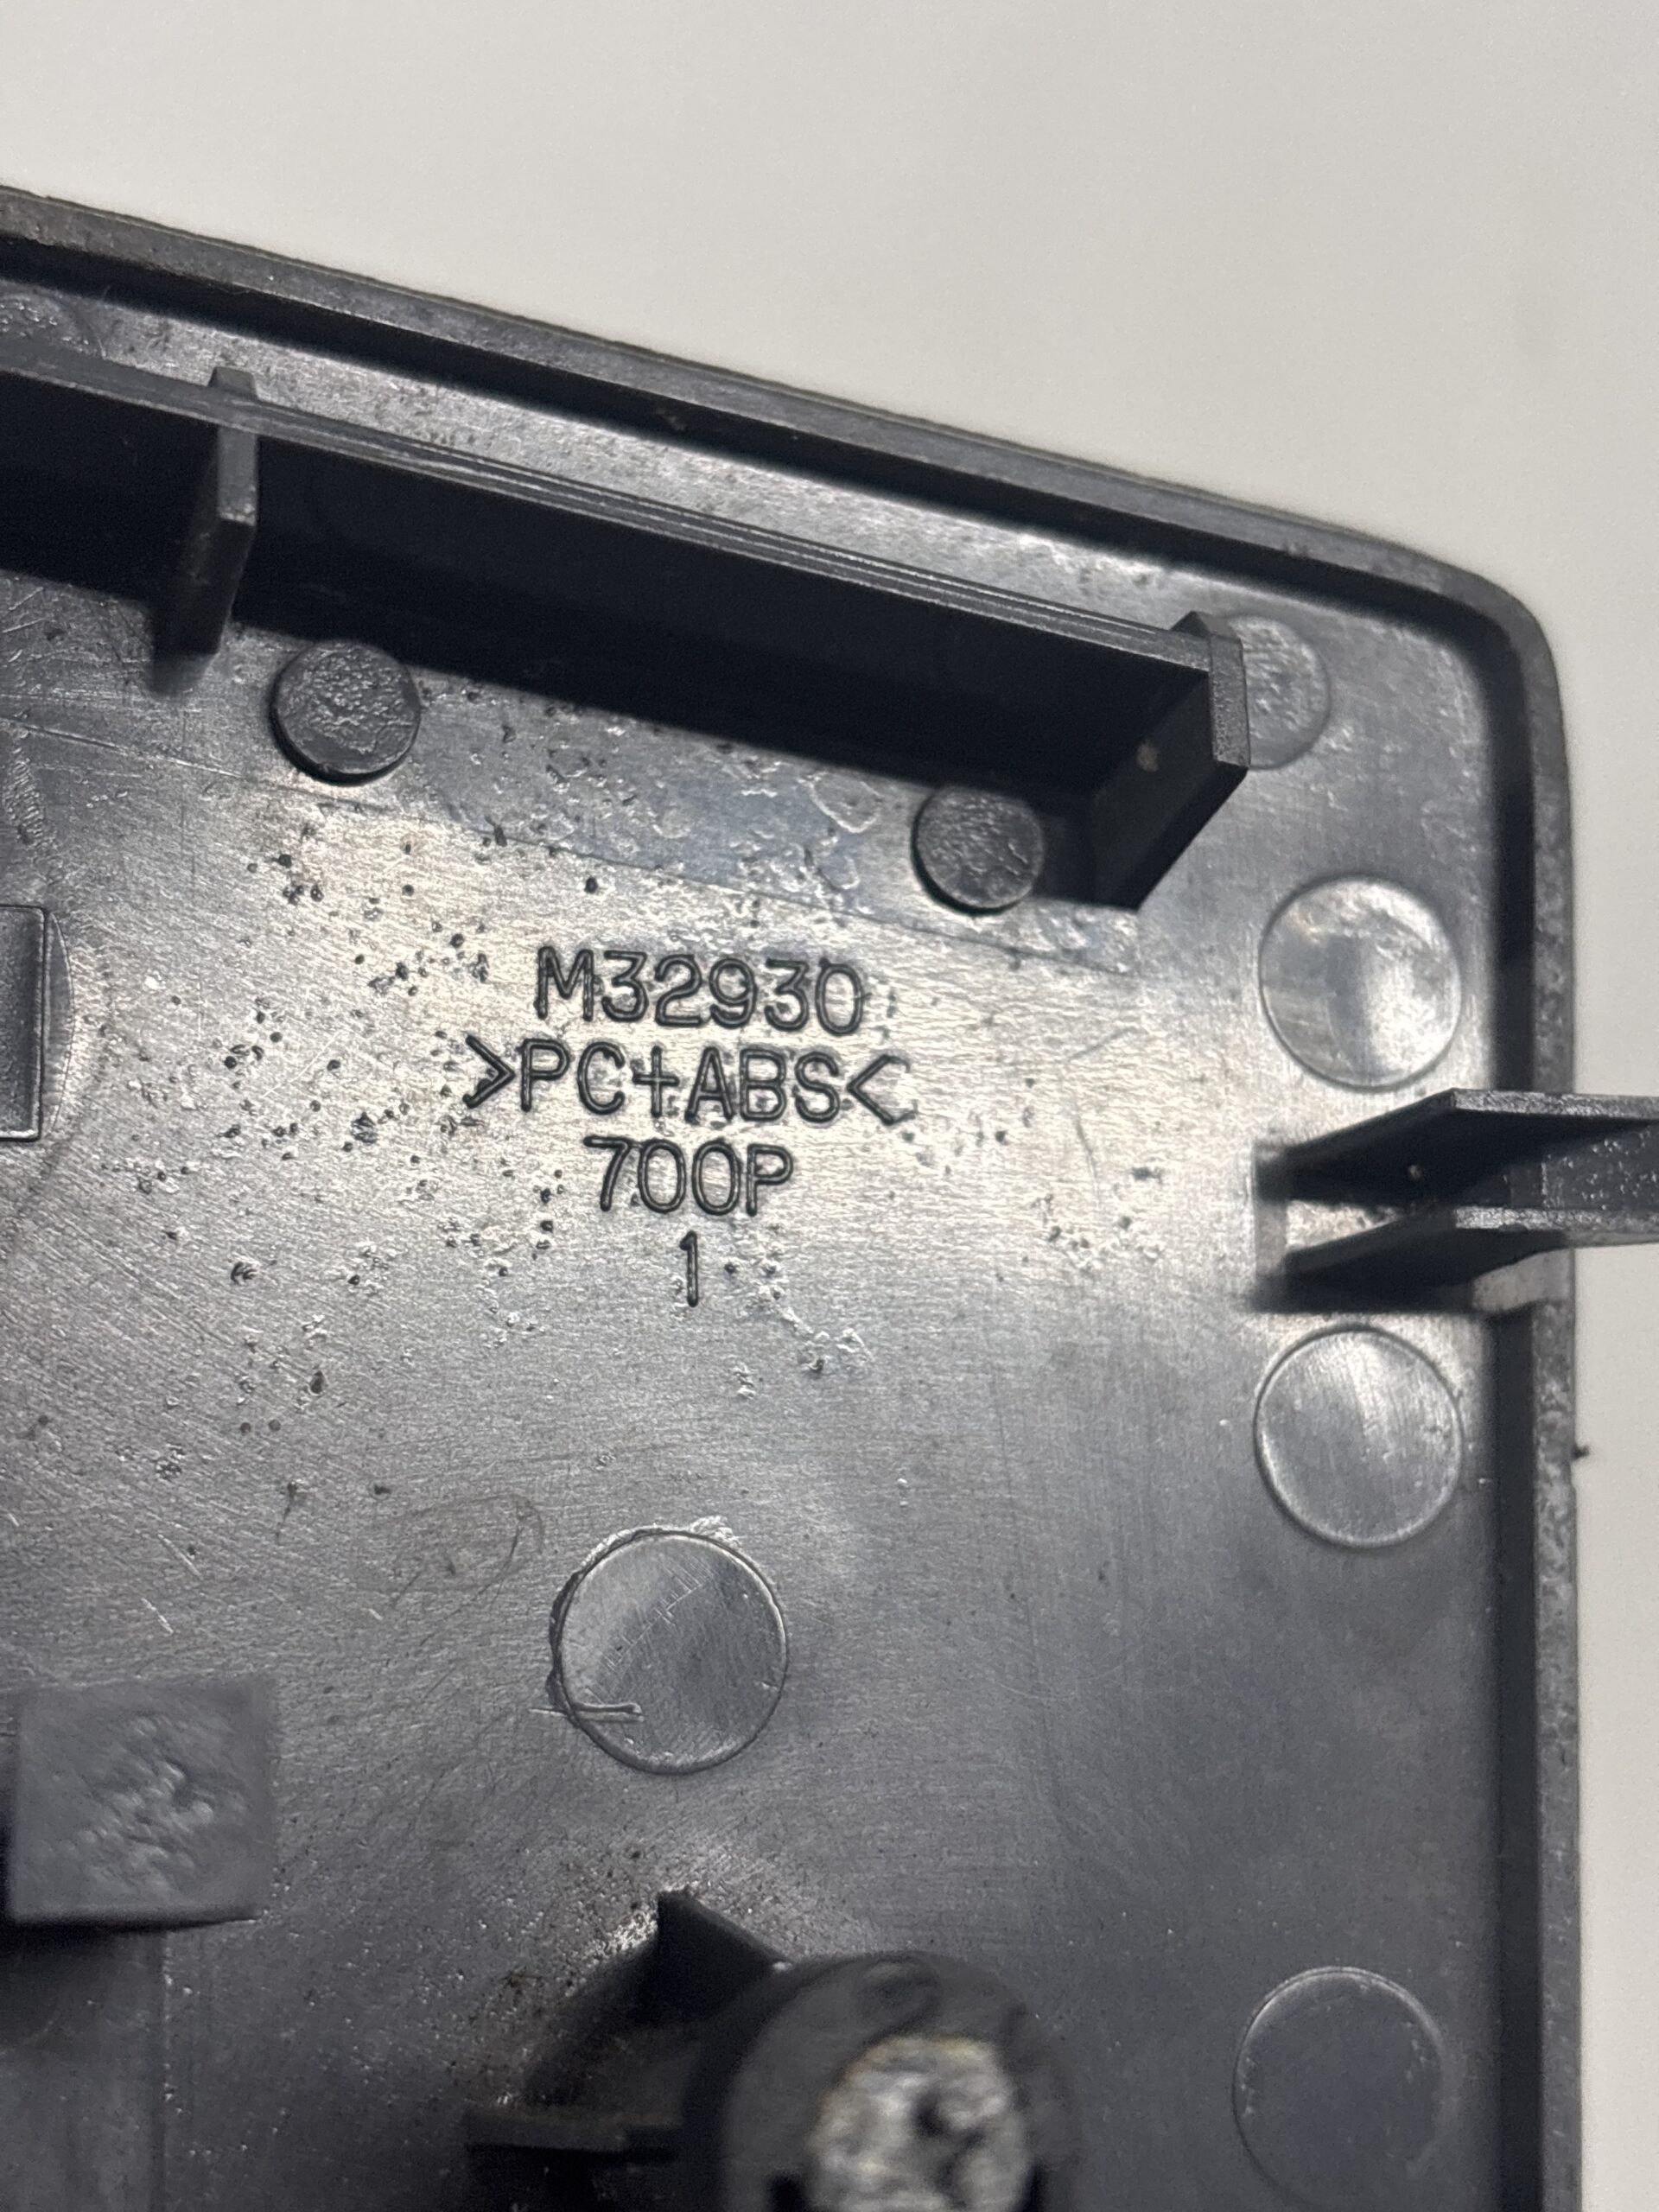 M32930
>PC+ABS<
700P
1